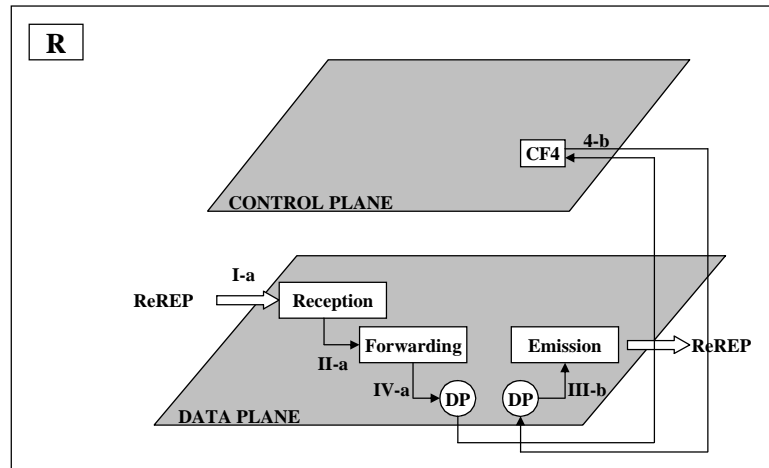 R
4-b
CF4
CONTROL PLANE
I-a
ReREP
Reception
Forwarding
Emission
ReREP
II-a
IV-a
DP
DP
III-b
DATA PLANE